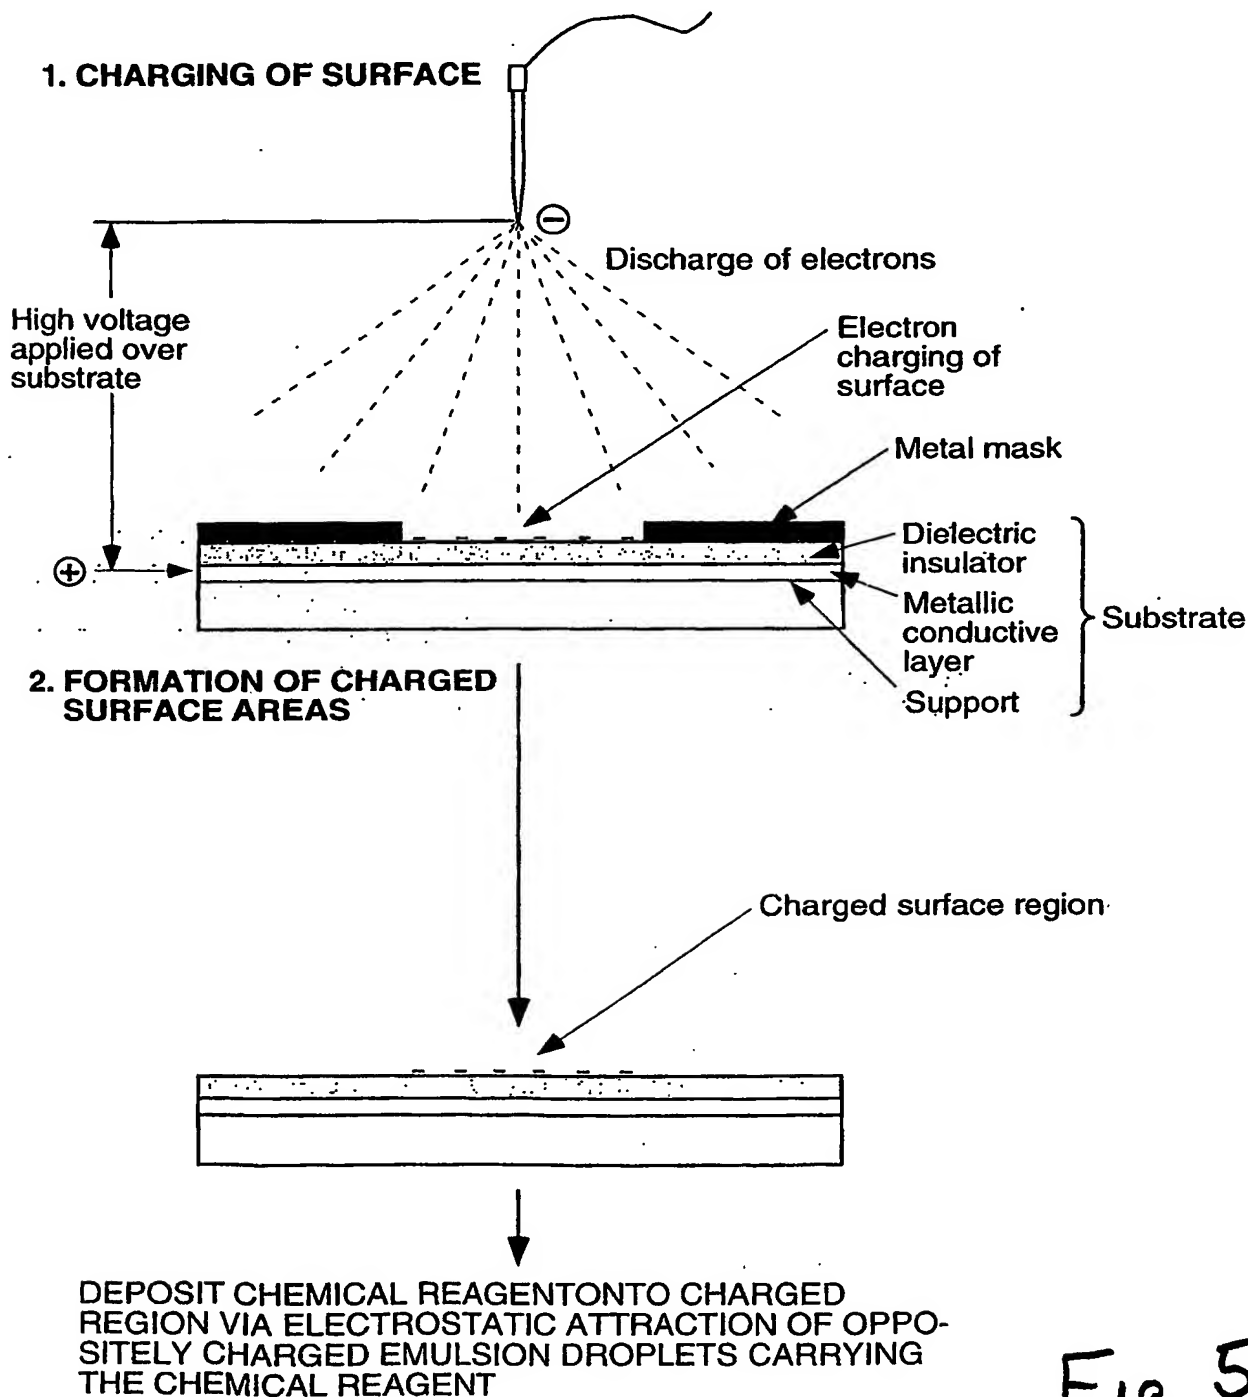 1. CHARGING OF SURFACE
Discharge of electrons
High voltage
applied over
substrate
Electron
charging of
surface
Metal mask
Dielectric
insulator
Metallic
conductive
layer
Support
Substrate
2. FORMATION OF CHARGED
SURFACE AREAS
Charged surface region
DEPOSIT CHEMICAL REAGENTONTO CHARGED
REGION VIA ELECTROSTATIC ATTRACTION OF OPPO-
SITELY CHARGED EMULSION DROPLETS CARRYING
THE CHEMICAL REAGENT
Fig. 5